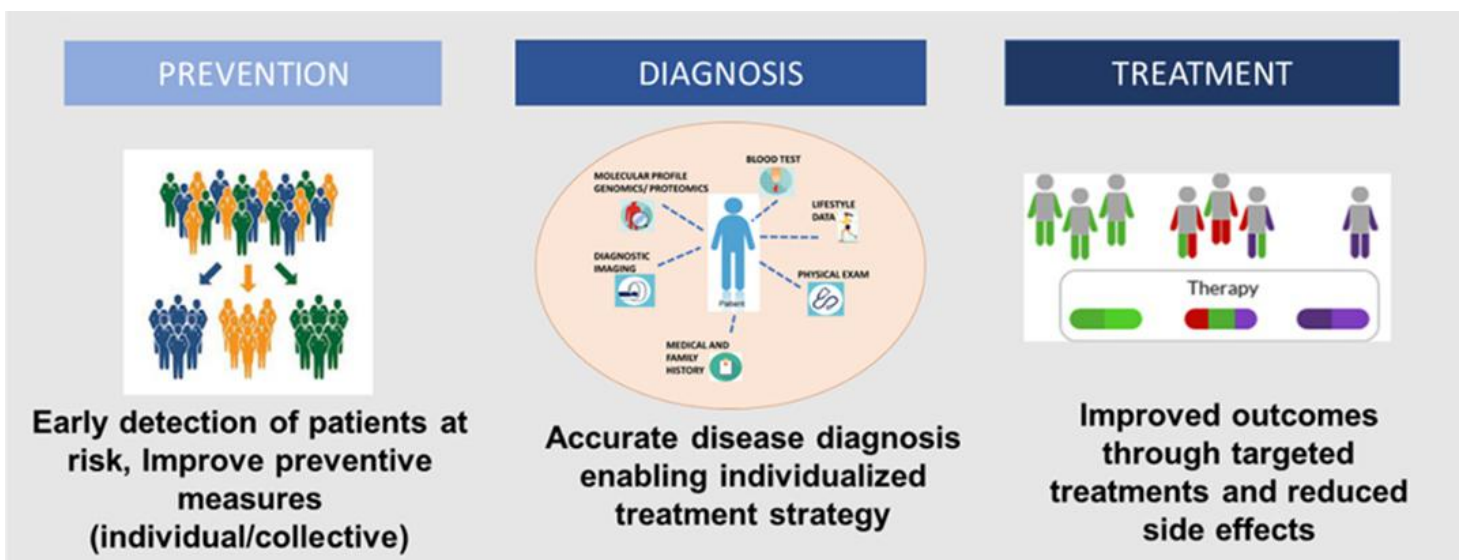 PREVENTION
Early detection of patients at
risk, Improve preventive
measures
(individual/collective)
DIAGNOSIS
BLOOD TEST
MOLECULAR PROFILE
GENOMICS/ PROTEOMICS
LIFESTYLE
DATA
DIAGNOSTIC
IMAGING
PHYSICAL EXAM
Patient
MEDICAL AND
FAMILY
HISTORY
Accurate disease diagnosis
enabling individualized
treatment strategy
TREATMENT
Therapy
Improved outcomes
through targeted
treatments and reduced
side effects